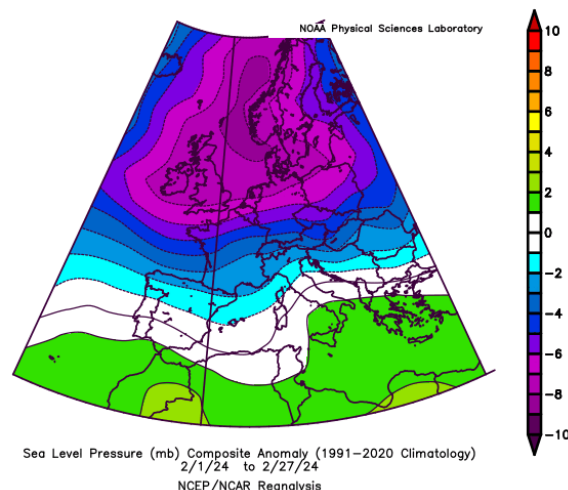 NOAA Physical Sciences Laboratory
10
8
6
4
2
0
-2
-4
-6
-8
-10
Sea Level Pressure (mb) Composite Anomaly (1991-2020 Climatology)
2/1/24 to 2/27/24
NCEP/NCAR Reanalysis